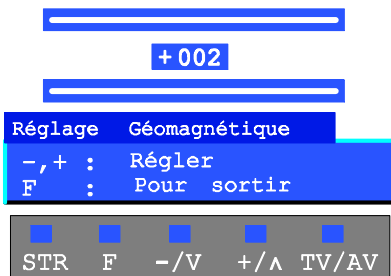 +002
Réglage Géomagnétique
-,+ : Régler
F : Pour sortir
STR F -/V +/∧ TV/AV